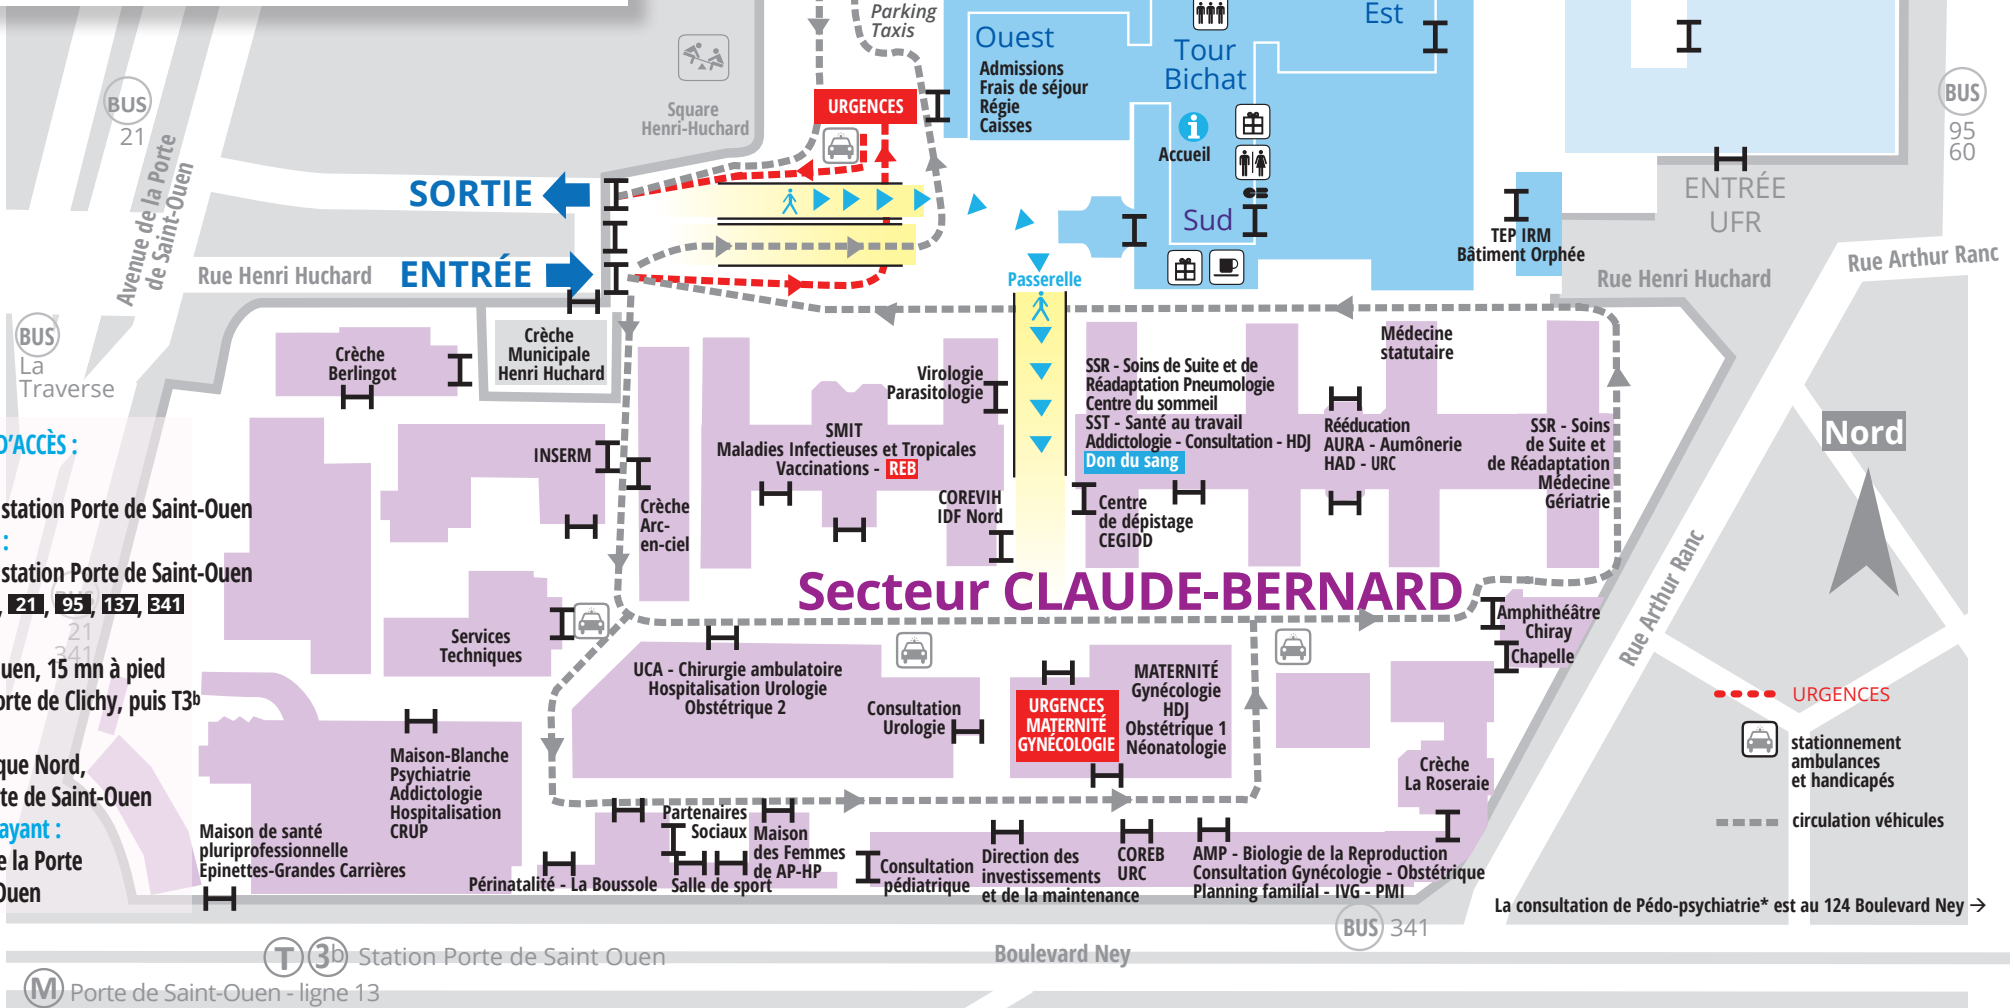 Parking
Taxis
Ouest
Admissions
Frais de séjour
Régie
Caisses
Tour
Bichat
Est
i
Accueil
Sud
URGENCES
Square
Henri-Huchard
BUS
21
Avenue de la Porte
de Saint-Ouen
SORTIE
ENTRÉE
Rue Henri Huchard
Passerelle
TEP IRM
Bâtiment Orphée
ENTRÉE
UFR
BUS
95
60
Rue Henri Huchard
Rue Arthur Ranc
BUS
La
Traverse
Crèche
Berlingot
Crèche
Municipale
Henri Huchard
Virologie
Parasitologie
SMIT
Maladies Infectieuses et Tropicales
Vaccinations - REB
INSERM
Crèche
Arc-
en-ciel
COREVIH
IDF Nord
SSR - Soins de Suite et de
Réadaptation Pneumologie
Centre du sommeil
SST - Santé au travail
Addictologie - Consultation - HDJ
Don du sang
Centre
de dépistage
CEGIDD
Médecine
statutaire
Rééducation
AURA - Aumônerie
HAD - URC
SSR - Soins
de Suite et
de Réadaptation
Médecine
Gériatrie
Nord
D'ACCÈS :
station Porte de Saint-Ouen
:
station Porte de Saint-Ouen
, 21, 95, 137, 341
BUS
21
341
uen, 15 mn à pied
orte de Clichy, puis T3b
que Nord,
te de Saint-Ouen
ayant :
e la Porte
Ouen
Secteur CLAUDE-BERNARD
Services
Techniques
UCA - Chirurgie ambulatoire
Hospitalisation Urologie
Obstétrique 2
Consultation
Urologie
URGENCES
MATERNITÉ
GYNÉCOLOGIE
MATERNITÉ
Gynécologie
HDJ
Obstétrique 1
Néonatologie
Amphithéâtre
Chiray
Chapelle
Rue Arthur Ranc
Crèche
La Roseraie
Maison-Blanche
Psychiatrie
Addictologie
Hospitalisation
CRUP
Maison de santé
pluriprofessionnelle
Epinettes-Grandes Carrières
Périnatalité - La Boussole
Partenaires
Sociaux
Salle de sport
Maison
des Femmes
de AP-HP
Consultation
pédiatrique
Direction des
investissements
et de la maintenance
COREB
URC
AMP - Biologie de la Reproduction
Consultation Gynécologie - Obstétrique
Planning familial - IVG - PMI
URGENCES
stationnement
ambulances
et handicapés
circulation véhicules
La consultation de Pédo-psychiatrie* est au 124 Boulevard Ney →
BUS 341
T 3b Station Porte de Saint Ouen
Boulevard Ney
M Porte de Saint-Ouen - ligne 13